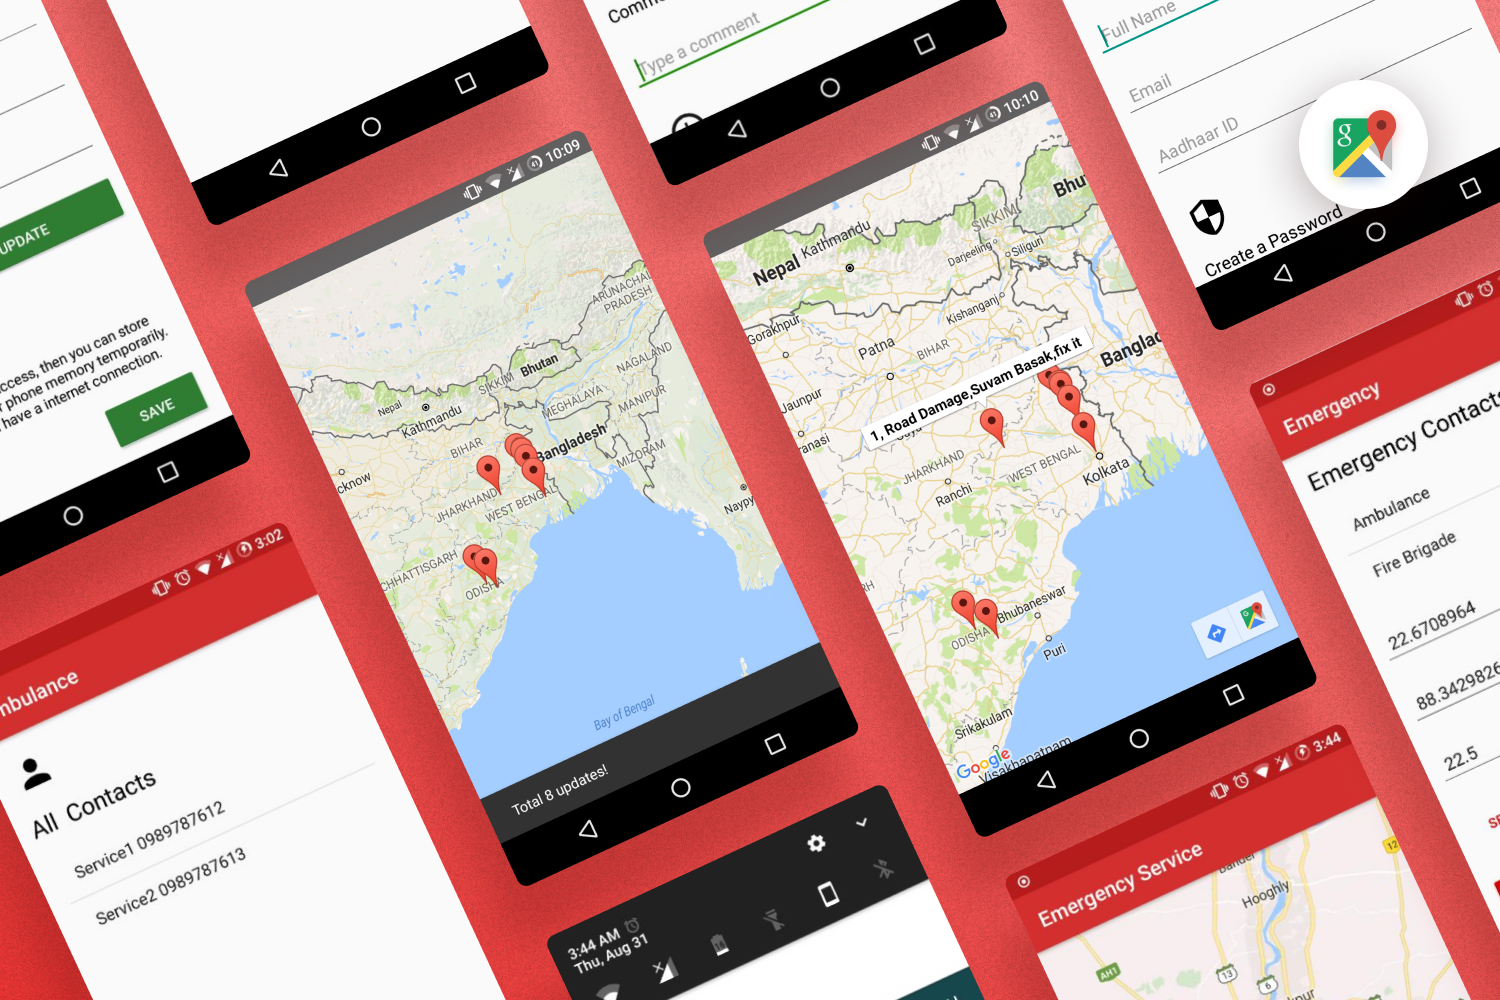 UPDATE
ccess, then you can store
phone memory temporarily.
have a internet connection.
SAVE
3:02
mbulance
All Contacts
Service1 0989787612
Service2 0989787613
10:09
ARUNACHAL
PRADESH
NAGALAND
Bhutan
SIKKIM
MEGHALAYA
MANIPUR
Nepal
Kathmandu
BIHAR
Bangladesh
MIZORAM
cknow
JHARKHAND
WEST BENGAL
Naypy
CHHATTISGARH
ODISHA
Bay of Bengal
Total 8 updates!
Type a comment
10:10
Bhu
SIKKIM
Nepal
Kathmandu
Darjeeling
Siliguri
Kishanganj
Gorakhpur
Patna
BIHAR
Banglad
1, Road Damage,Suvam Basak,fix it
Jaunpur
ranasi
JHARKHAND
WEST BENGAL
Ranchi
Kolkata
RH
Bhubaneswar
ODISHA
Puri
Srikakulam
Google
Visakhapatnam
Full Name
Email
Aadhaar ID
g
Create a Password
Emergency
Emergency Contacts
Ambulance
Fire Brigade
22.6708964
88.3429826
22.5
3:44 AM
Thu, Aug 31
3:44
Emergency Service
Hooghly
12
AH1
13
6